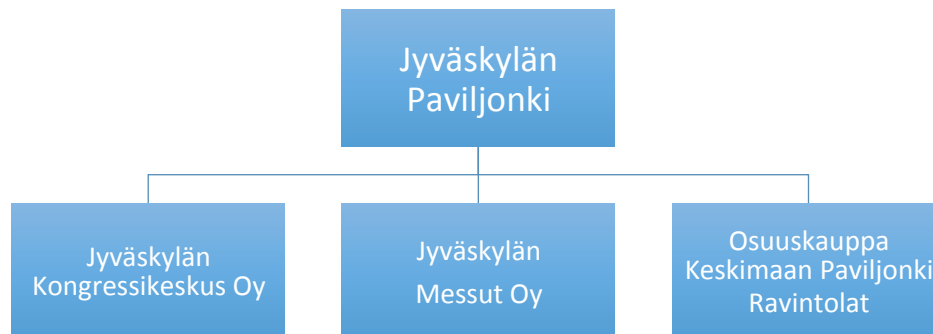 Jyväskylän
Paviljonki
Jyväskylän
Kongressikeskus Oy
Jyväskylän
Messut Oy
Osuuskauppa
Keskimaan Paviljonki
Ravintolat